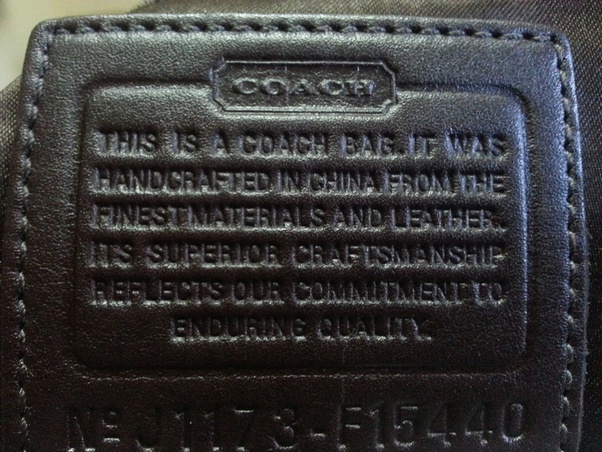 COACH
THIS IS A COACH BAG. IT WAS
HANDCRAFTED IN CHINA FROM THE
FINEST MATERIALS AND LEATHER.
ITS SUPERIOR CRAFTSMANSHIP
REFLECTS OUR COMMITMENT TO
ENDURING QUALITY.
Nº J1173-F15440